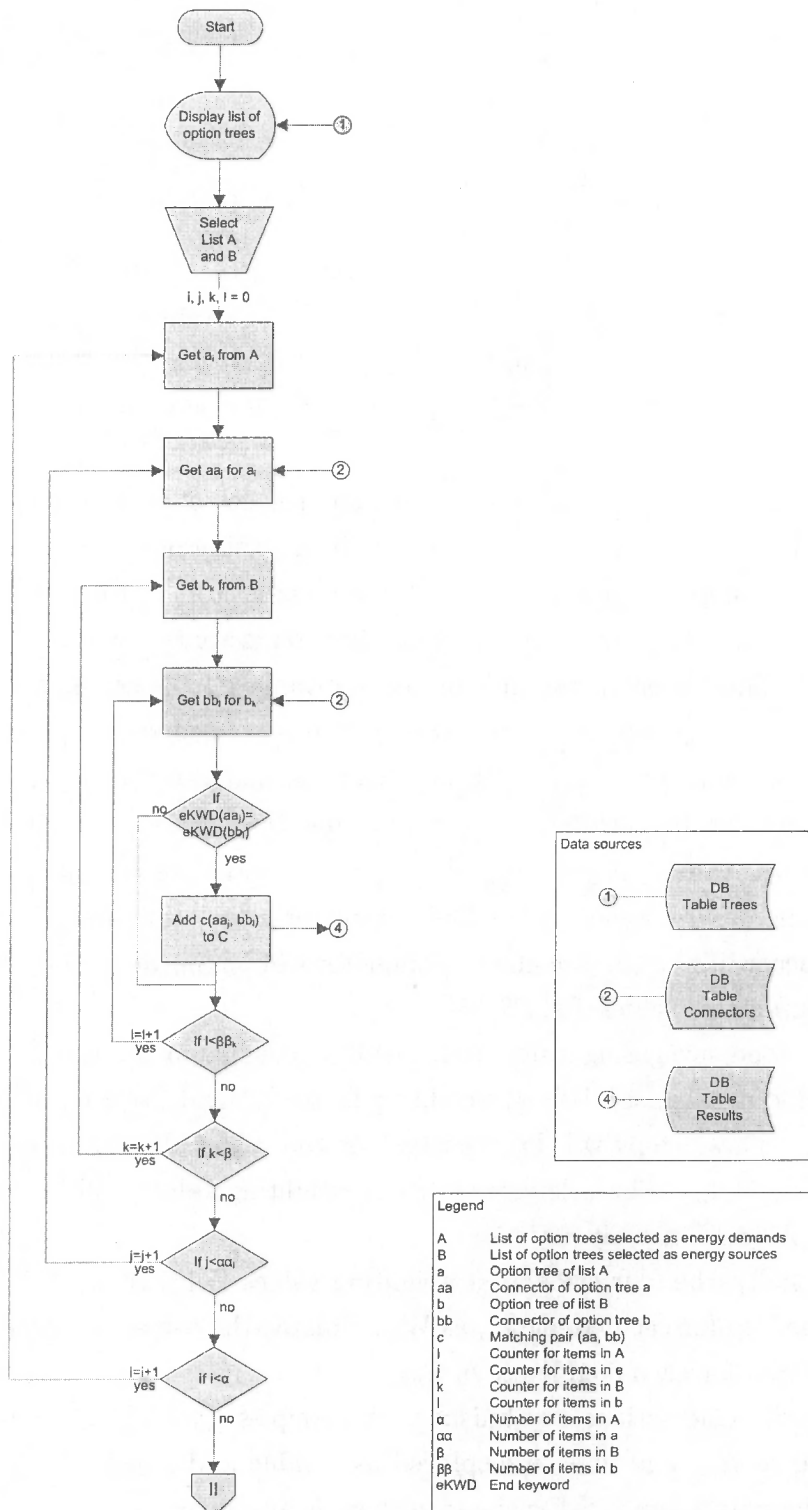 Start
Display list of
option trees
1
Select
List A
and B
i, j, k, l = 0
Get aᵢ from A
Get aaⱼ for aᵢ
2
Get bₖ from B
Get bbₗ for bₖ
2
If
no
eKWD(aaⱼ)=
eKWD(bbₗ)
yes
Add c(aaⱼ, bbₗ)
to C
4
l=l+1
yes
If l<ββₖ
no
k=k+1
yes
If k<β
no
j=j+1
yes
If j<ααᵢ
no
i=i+1
yes
if i<α
no
II
Data sources
1
DB
Table Trees
2
DB
Table
Connectors
4
DB
Table
Results
Legend
A List of option trees selected as energy demands
B List of option trees selected as energy sources
a Option tree of list A
aa Connector of option tree a
b Option tree of list B
bb Connector of option tree b
c Matching pair (aa, bb)
i Counter for items in A
j Counter for items in e
k Counter for items in B
l Counter for items in b
α Number of items in A
αα Number of items in a
β Number of items in B
ββ Number of items in b
eKWD End keyword